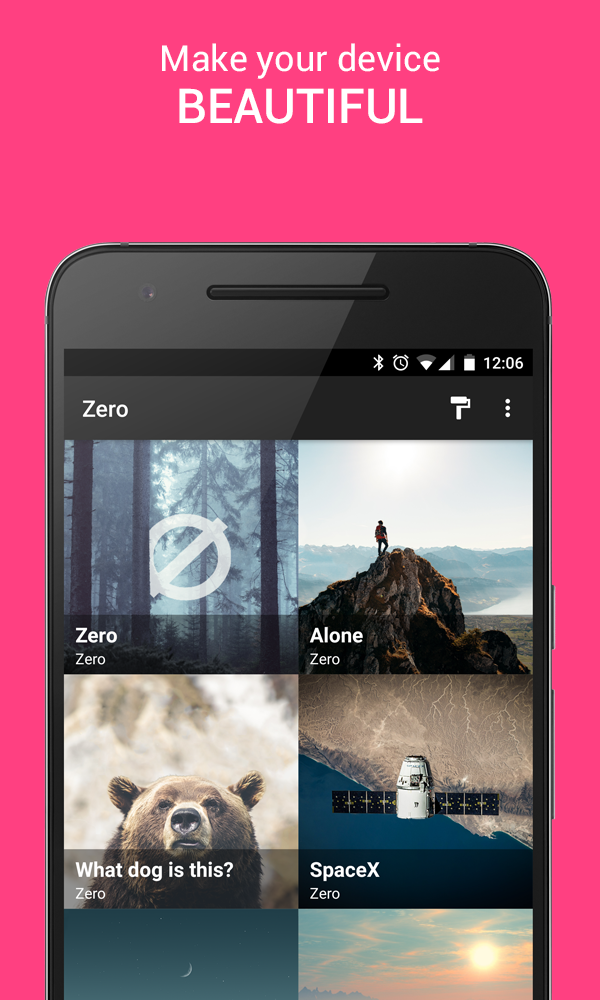 Make your device
BEAUTIFUL
12:06
Zero
Zero
Zero
Alone
Zero
What dog is this?
Zero
SpaceX
Zero